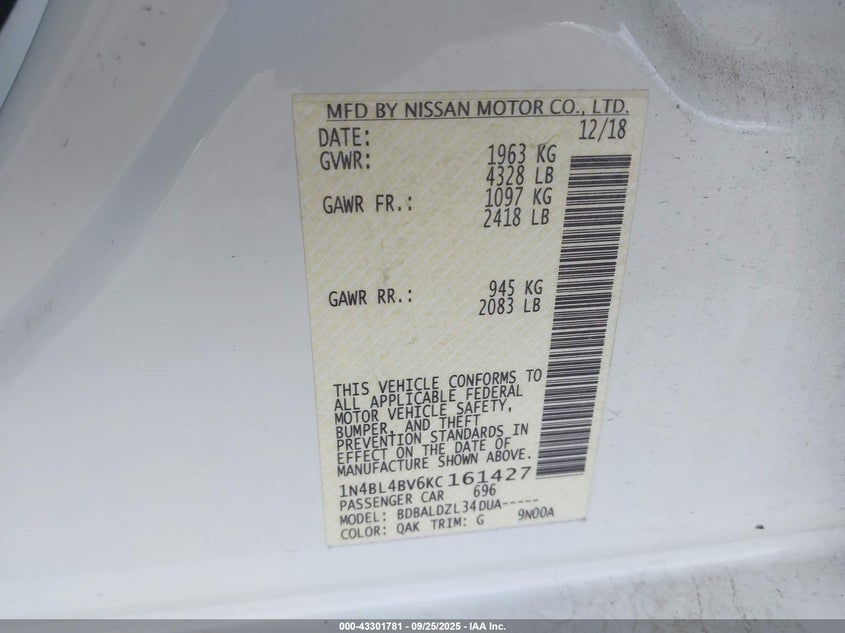 MFD BY NISSAN MOTOR CO., LTD.
DATE: 12/18
GVWR: 1963 KG
4328 LB
GAWR FR.: 1097 KG
2418 LB
GAWR RR.: 945 KG
2083 LB
THIS VEHICLE CONFORMS TO
ALL APPLICABLE FEDERAL
MOTOR VEHICLE SAFETY,
BUMPER, AND THEFT
PREVENTION STANDARDS IN
EFFECT ON THE DATE OF
MANUFACTURE SHOWN ABOVE.
1N4BL4BV6KC161427
PASSENGER CAR 696
MODEL: BDBALDZL34DUA-----
COLOR: QAK TRIM: G 9N00A
000-43301781 - 09/25/2025 - IAA Inc.